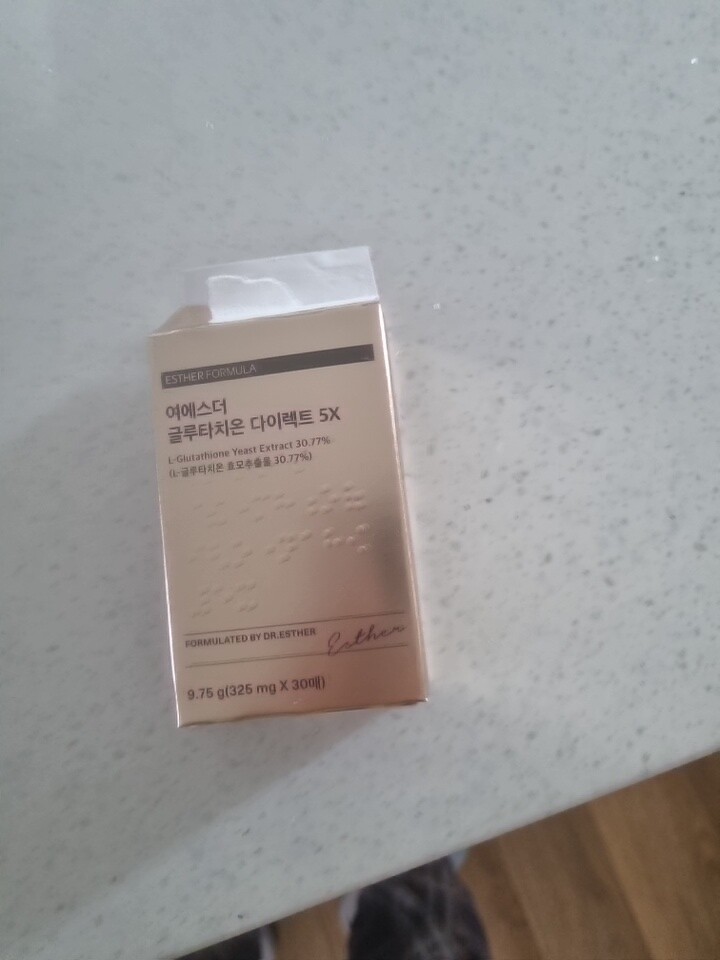 ESTHER FORMULA
여에스더
글루타치온 다이렉트 5X
L-Glutathione Yeast Extract 30.77%
(L-글루타치온 효모추출물 30.77%)
FORMULATED BY DR.ESTHER
Esther
9.75 g(325 mg X 30매)